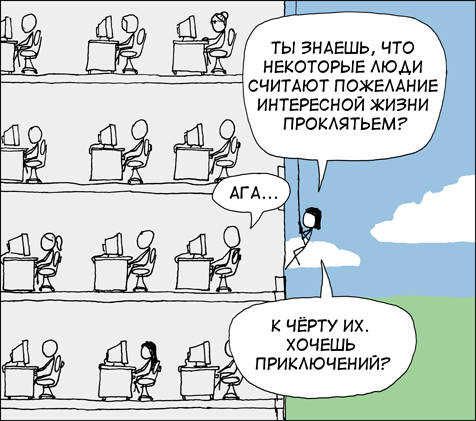 ТЫ ЗНАЕШЬ, ЧТО
НЕКОТОРЫЕ ЛЮДИ
СЧИТАЮТ ПОЖЕЛАНИЕ
ИНТЕРЕСНОЙ ЖИЗНИ
ПРОКЛЯТЬЕМ?
АГА...
К ЧЁРТУ ИХ.
ХОЧЕШЬ
ПРИКЛЮЧЕНИЙ?